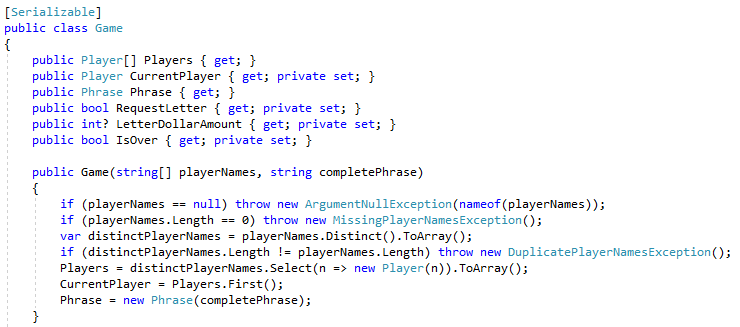 [Serializable]
public class Game
{
    public Player[] Players { get; }
    public Player CurrentPlayer { get; private set; }
    public Phrase Phrase { get; }
    public bool RequestLetter { get; private set; }
    public int? LetterDollarAmount { get; private set; }
    public bool IsOver { get; private set; }

    public Game(string[] playerNames, string completePhrase)
    {
        if (playerNames == null) throw new ArgumentNullException(nameof(playerNames));
        if (playerNames.Length == 0) throw new MissingPlayerNamesException();
        var distinctPlayerNames = playerNames.Distinct().ToArray();
        if (distinctPlayerNames.Length != playerNames.Length) throw new DuplicatePlayerNamesException();
        Players = distinctPlayerNames.Select(n => new Player(n)).ToArray();
        CurrentPlayer = Players.First();
        Phrase = new Phrase(completePhrase);
    }